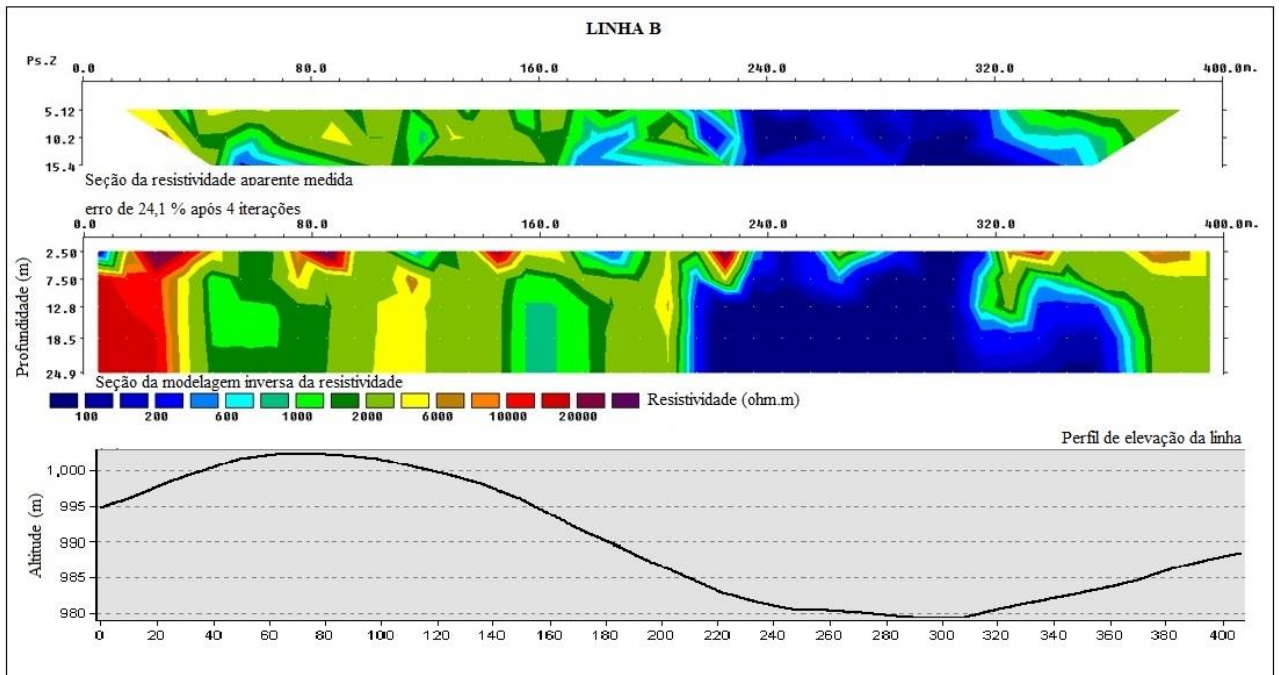 LINHA B
Ps.Z 0.0 80.0 160.0 240.0 320.0 400.0m.
5.12
10.2
15.4
Seção da resistividade aparente medida
erro de 24,1 % após 4 iterações
0.0 80.0 160.0 240.0 320.0 400.0m.
Profundidade (m)
2.50
7.50
12.8
18.5
24.9
Seção da modelagem inversa da resistividade
Resistividade (ohm.m)
100 200 600 1000 2000 6000 10000 20000
Perfil de elevação da linha
Altitude (m)
1,000
995
990
985
980
0 20 40 60 80 100 120 140 160 180 200 220 240 260 280 300 320 340 360 380 400